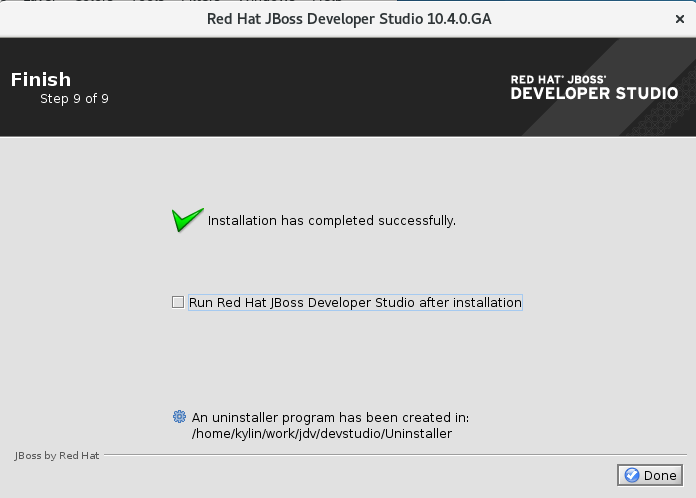 Red Hat JBoss Developer Studio 10.4.0.GA
Finish
Step 9 of 9
RED HAT® JBOSS®
DEVELOPER STUDIO
Installation has completed successfully.
Run Red Hat JBoss Developer Studio after installation
An uninstaller program has been created in:
/home/kylin/work/jdv/devstudio/Uninstaller
JBoss by Red Hat
Done